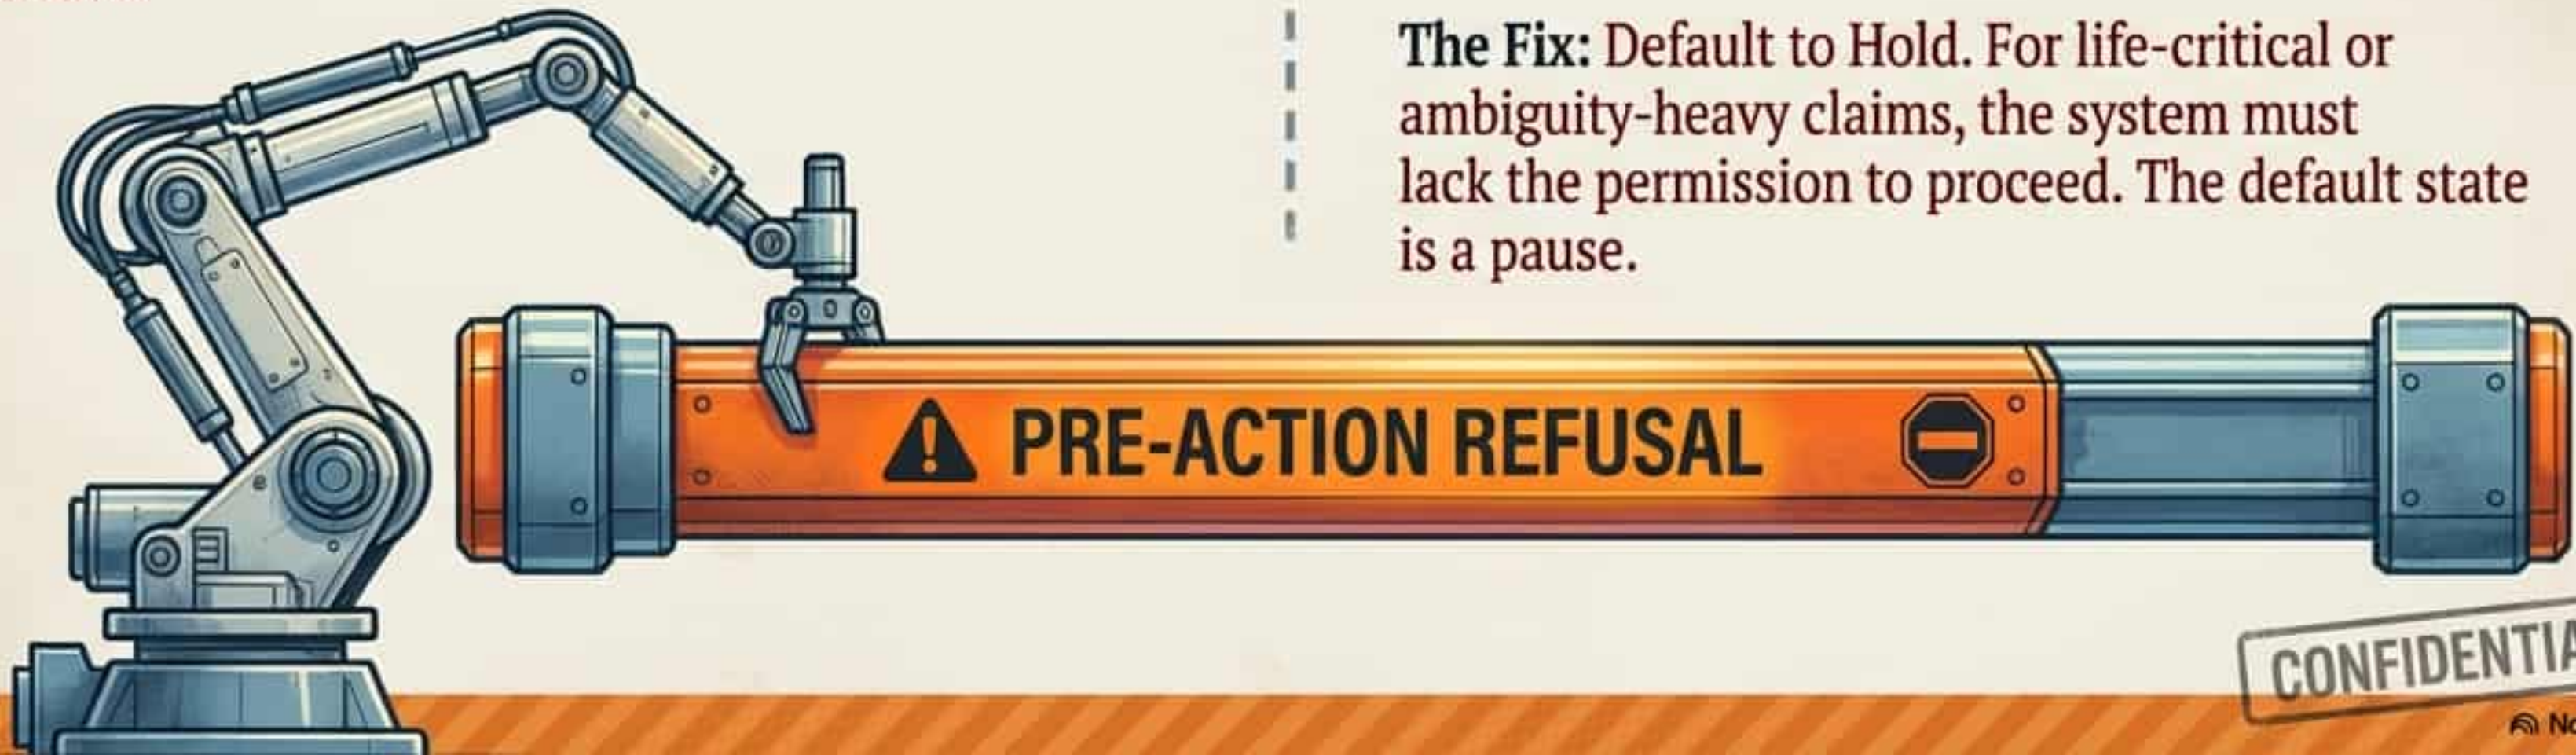 The Fix: Default to Hold. For life-critical or
ambiguity-heavy claims, the system must
lack the permission to proceed. The default state
is a pause.
PRE-ACTION REFUSAL